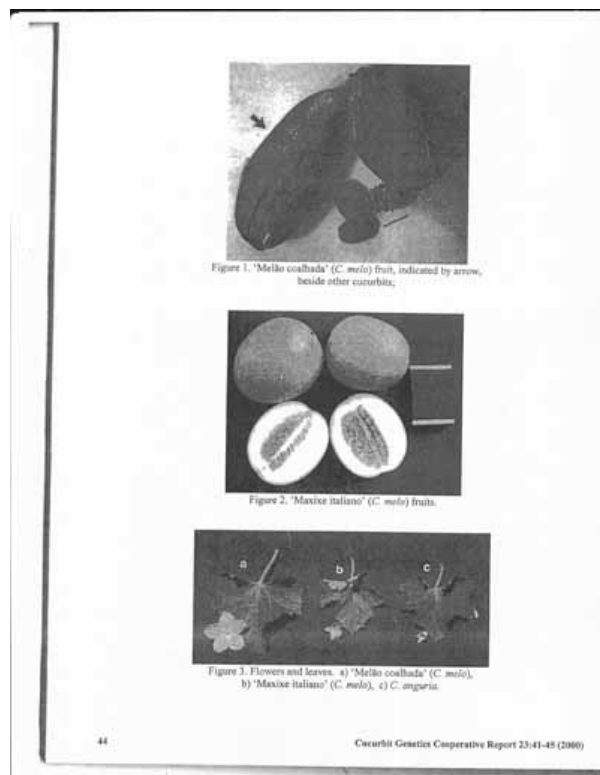 Figure 1. 'Melão coalhada' (C. melo) fruit, indicated by arrow,
beside other cucurbits;
Figure 2. 'Maxixe italiano' (C. melo) fruits.
a
b
c
Figure 3. Flowers and leaves. a) 'Melão coalhada' (C. melo),
b) 'Maxixe italiano' (C. melo), c) C. anguria.
44
Cucurbit Genetics Cooperative Report 23:41-45 (2000)